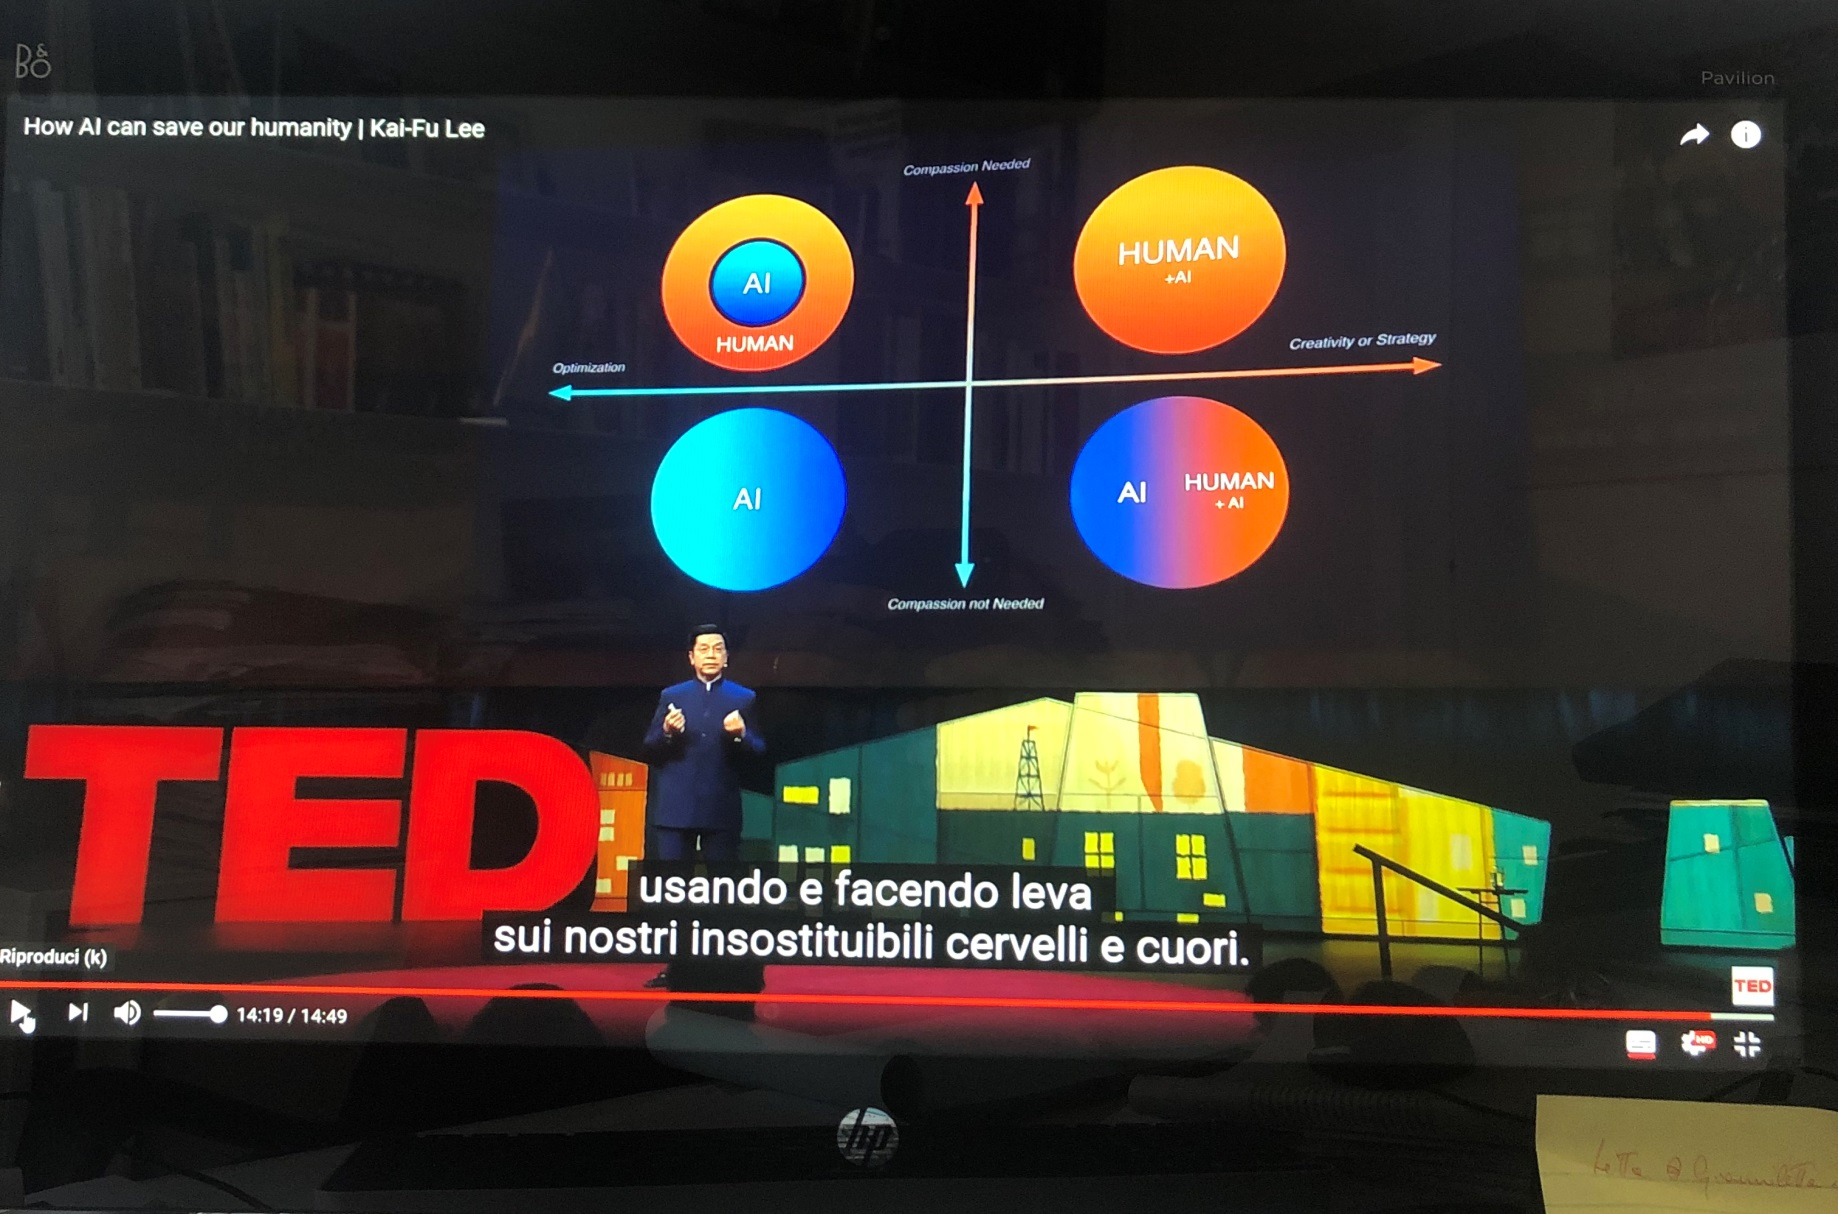 B&O
Pavilion
How AI can save our humanity | Kai-Fu Lee
Compassion Needed
AI
HUMAN
HUMAN
+AI
Optimization
Creativity or Strategy
AI
AI
HUMAN
+ AI
Compassion not Needed
TED
usando e facendo leva
sui nostri insostituibili cervelli e cuori.
Riproduci (k)
TED
14:19 / 14:49
HD
hp